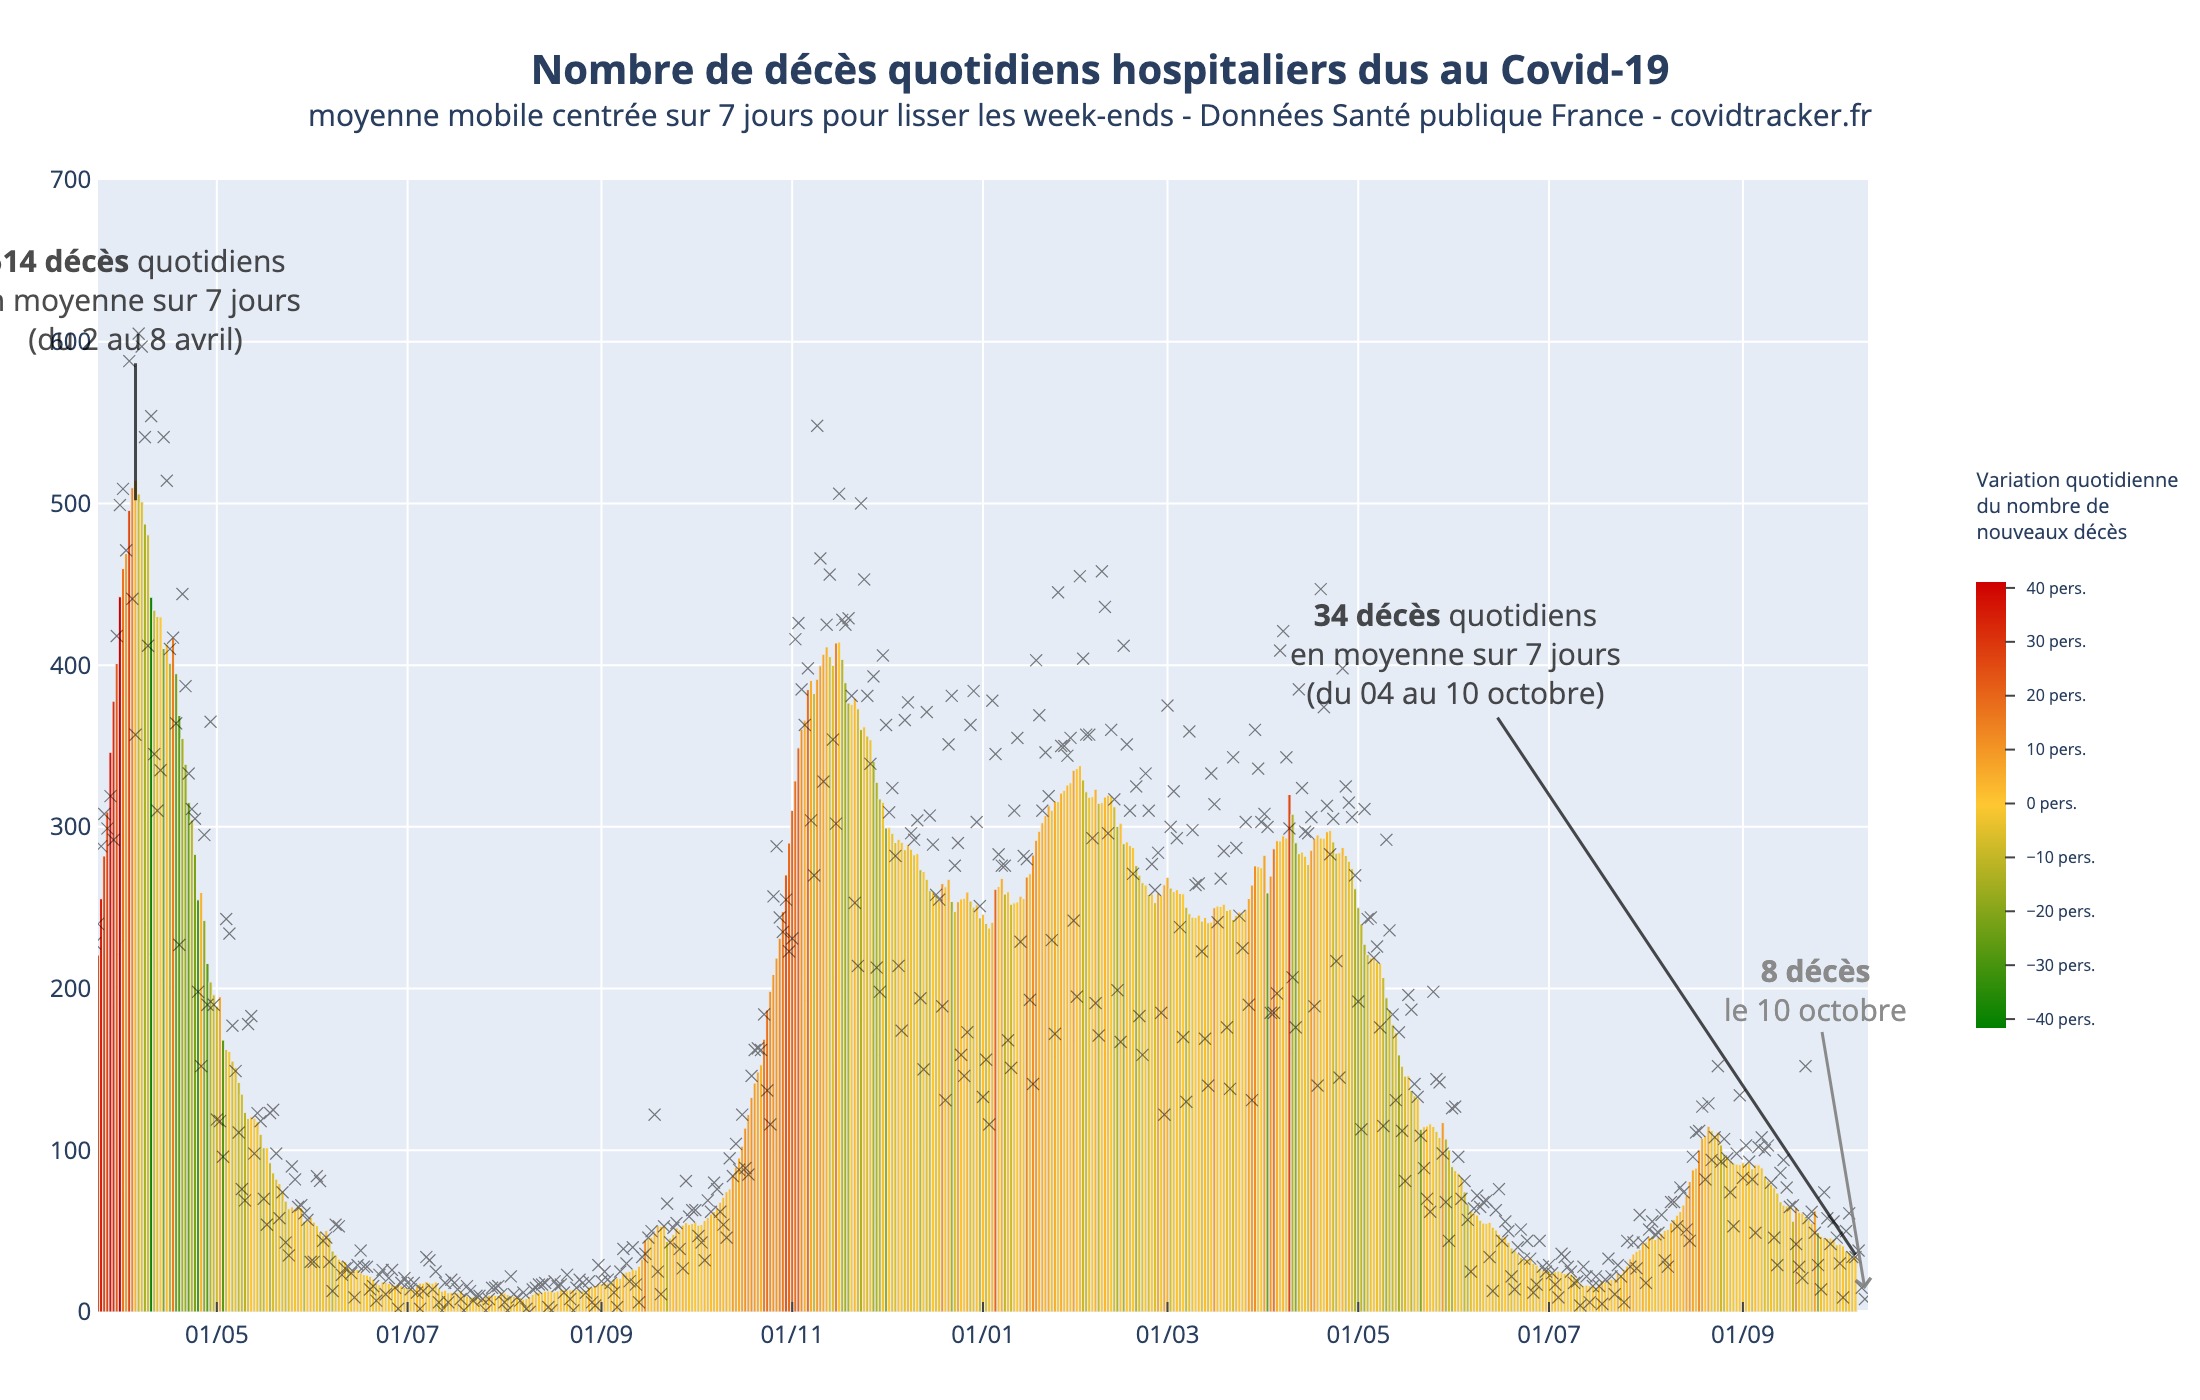 Nombre de décès quotidiens hospitaliers dus au Covid-19
moyenne mobile centrée sur 7 jours pour lisser les week-ends - Données Santé publique France - covidtracker.fr
700
600
500
400
300
200
100
0
14 décès quotidiens
moyenne sur 7 jours
(du 2 au 8 avril)
34 décès quotidiens
en moyenne sur 7 jours
(du 04 au 10 octobre)
8 décès
le 10 octobre
01/05
01/07
01/09
01/11
01/01
01/03
01/05
01/07
01/09
Variation quotidienne
du nombre de
nouveaux décès
40 pers.
30 pers.
20 pers.
10 pers.
0 pers.
−10 pers.
−20 pers.
−30 pers.
−40 pers.